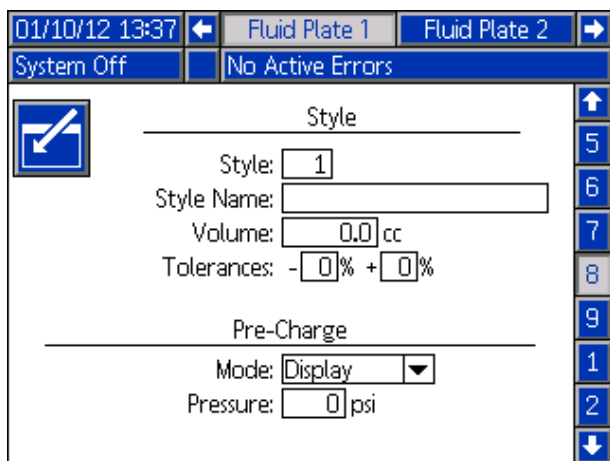 01/10/12 13:37 Fluid Plate 1 Fluid Plate 2
System Off No Active Errors
Style
Style: 1
Style Name:
Volume: 0.0 cc
Tolerances: - 0 % + 0 %
Pre-Charge
Mode: Display
Pressure: 0 psi
5
6
7
8
9
1
2